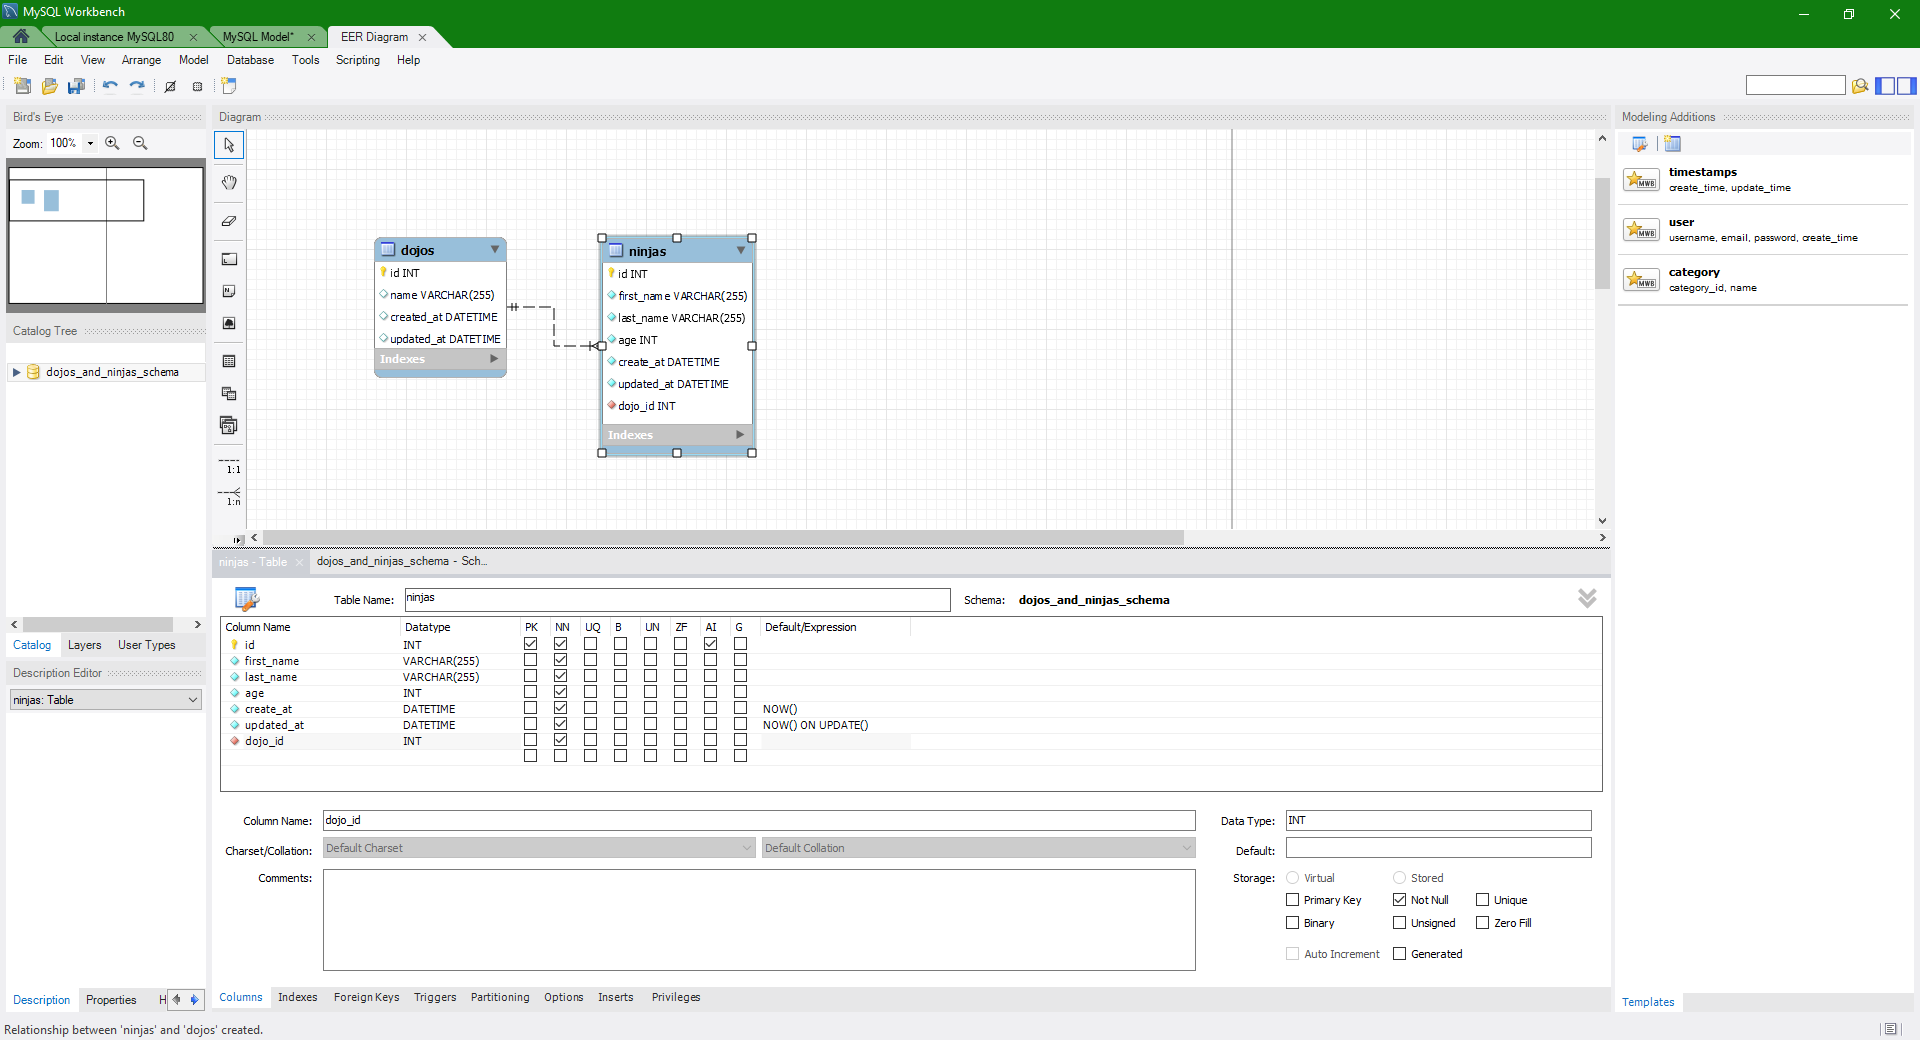 MySQL Workbench
Local instance MySQL80
MySQL Model*
EER Diagram
File Edit View Arrange Model Database Tools Scripting Help
Bird's Eye
Zoom: 100%
Diagram
Modeling Additions
timestamps
create_time, update_time
user
username, email, password, create_time
category
category_id, name
dojos
id INT
name VARCHAR(255)
created_at DATETIME
updated_at DATETIME
Indexes
ninjas
id INT
first_name VARCHAR(255)
last_name VARCHAR(255)
age INT
create_at DATETIME
updated_at DATETIME
dojo_id INT
Indexes
1:1
1:n
Catalog Tree
dojos_and_ninjas_schema
Catalog Layers User Types
Description Editor
ninjas: Table
Description Properties H
ninjas - Table
dojos_and_ninjas_schema - Sch...
Table Name: ninjas Schema: dojos_and_ninjas_schema
Column Name Datatype PK NN UQ B UN ZF AI G Default/Expression
id INT
first_name VARCHAR(255)
last_name VARCHAR(255)
age INT
create_at DATETIME NOW()
updated_at DATETIME NOW() ON UPDATE()
dojo_id INT
Column Name: dojo_id Data Type: INT
Charset/Collation: Default Charset Default Collation Default:
Comments: Storage: Virtual Stored
Primary Key Not Null Unique
Binary Unsigned Zero Fill
Auto Increment Generated
Columns Indexes Foreign Keys Triggers Partitioning Options Inserts Privileges
Templates
Relationship between 'ninjas' and 'dojos' created.